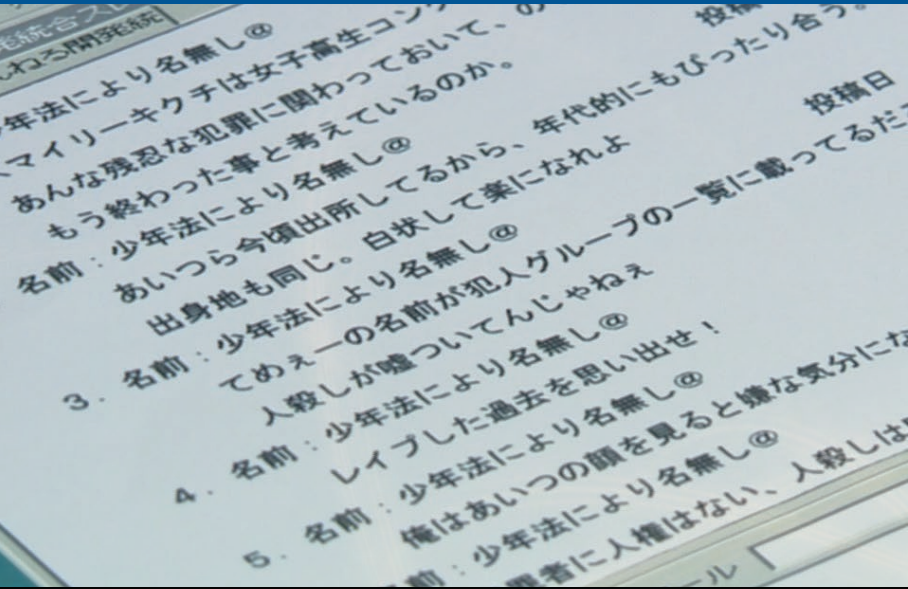 少年法により名無し@
マイリーキクチは女子高生コンク
あんな残忍な犯罪に関わっておいて、の
もう終わった事と考えているのか。
名前：少年法により名無し@ 投稿
あいつら今頃出所してるから、年代的にもぴったり合う。
出身地も同じ。白状して楽になれよ
3. 名前：少年法により名無し@ 投稿日
てめぇーの名前が犯人グループの一覧に載ってるだ
人殺しが嘘ついてんじゃねぇ
4. 名前：少年法により名無し@
レイプした過去を思い出せ！
5. 名前：少年法により名無し@
俺はあいつの顔を見ると嫌な気分にな
前：少年法により名無し@
罪者に人権はない、人殺しは
ール